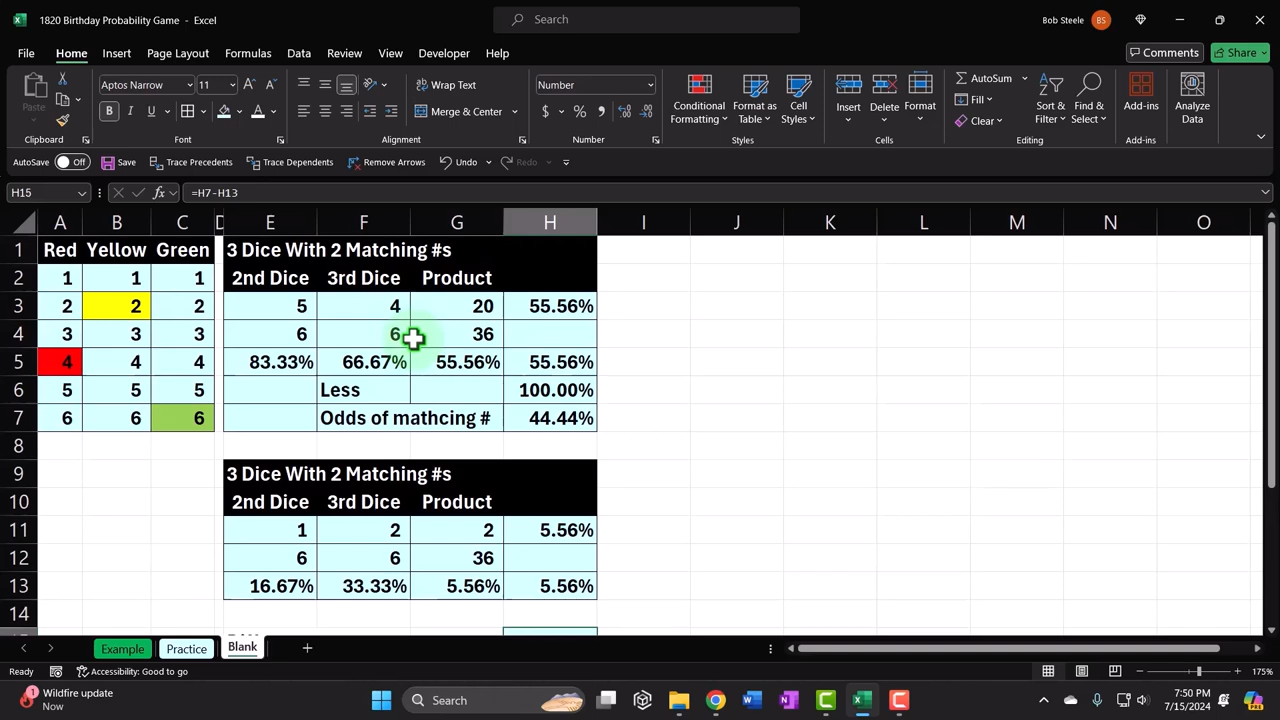 1820 Birthday Probability Game - Excel
Search
Bob Steele BS
File Home Insert Page Layout Formulas Data Review View Developer Help
Comments Share
Paste
Aptos Narrow 11
B I U
Wrap Text
Merge & Center
Number
Conditional Formatting
Format as Table
Cell Styles
Insert Delete Format
AutoSum
Fill
Clear
Sort & Filter
Find & Select
Add-ins
Analyze Data
Clipboard Font Alignment Number Styles Cells Editing Add-ins
AutoSave Off Save Trace Precedents Trace Dependents Remove Arrows Undo Redo
H15 fx =H7-H13
A B C D E F G H I J K L M N O
1 Red Yellow Green 3 Dice With 2 Matching #s
2 1 1 1 2nd Dice 3rd Dice Product
3 2 2 2 5 4 20 55.56%
4 3 3 3 6 6 36
5 4 4 4 83.33% 66.67% 55.56% 55.56%
6 5 5 5 Less 100.00%
7 6 6 6 Odds of mathcing # 44.44%
8
9 3 Dice With 2 Matching #s
10 2nd Dice 3rd Dice Product
11 1 2 2 5.56%
12 6 6 36
13 16.67% 33.33% 5.56% 5.56%
14
Example Practice Blank
Ready Accessibility: Good to go 175%
1 Wildfire update
Now
Search
7:50 PM
7/15/2024